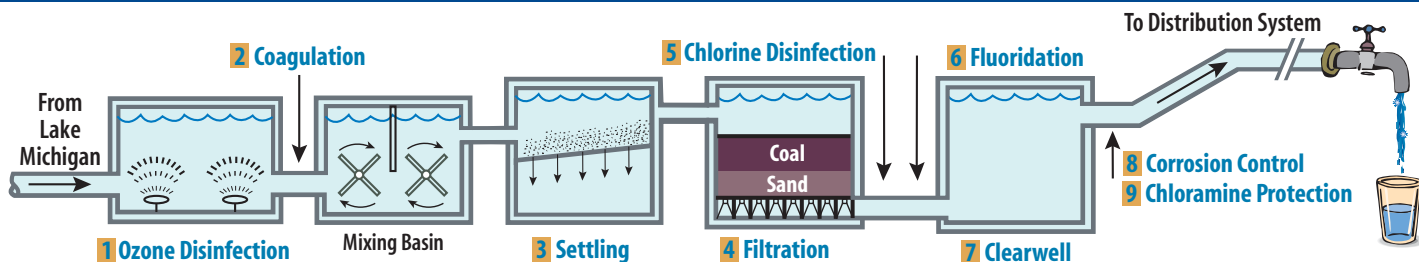 To Distribution System
2 Coagulation
5 Chlorine Disinfection
6 Fluoridation
From
Lake
Michigan
Coal
Sand
8 Corrosion Control
9 Chloramine Protection
1 Ozone Disinfection
Mixing Basin
3 Settling
4 Filtration
7 Clearwell